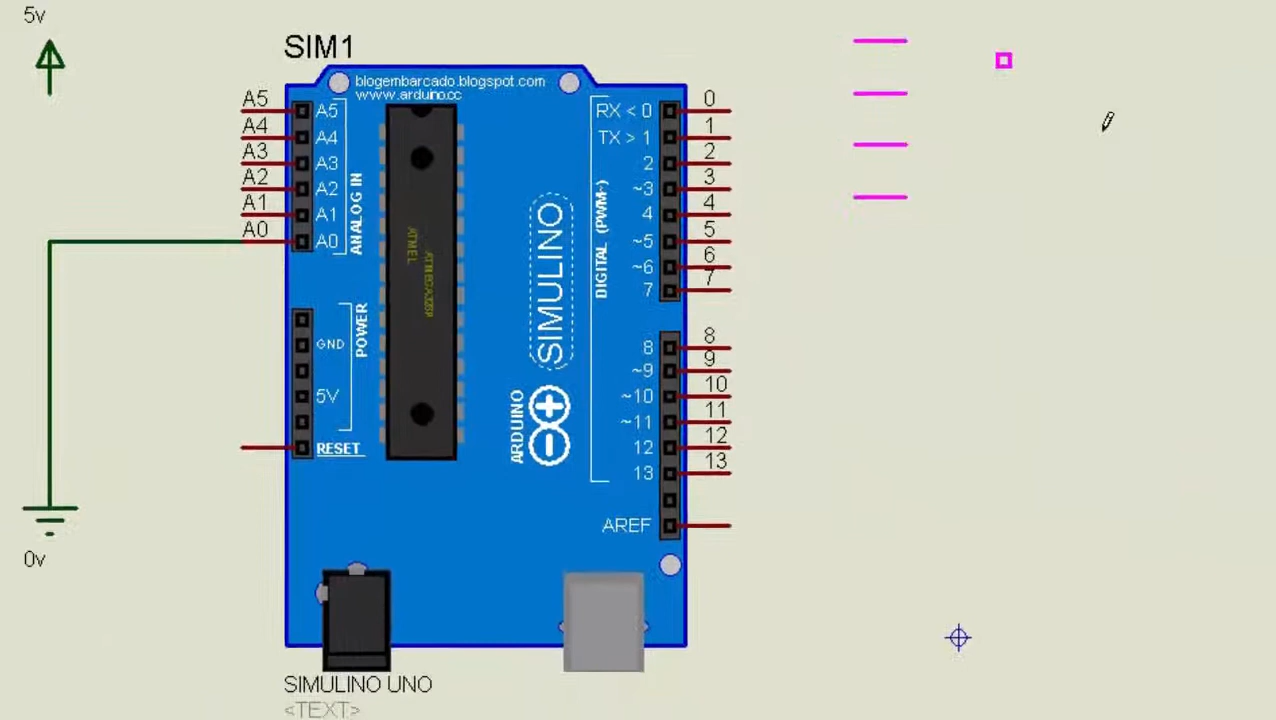 5v
SIM1
blogembarcado.blogspot.com
www.arduino.cc
A5
A4
A3
A2
A1
A0
A5
A4
A3
A2
A1
A0
ANALOG IN
POWER
GND
5V
RESET
ATMEL
ATMEGA328P
SIMULINO
ARDUINO
DIGITAL (PWM~)
RX < 0
TX > 1
2
~3
4
~5
~6
7
8
~9
~10
~11
12
13
AREF
0
1
2
3
4
5
6
7
8
9
10
11
12
13
0v
SIMULINO UNO
<TEXT>